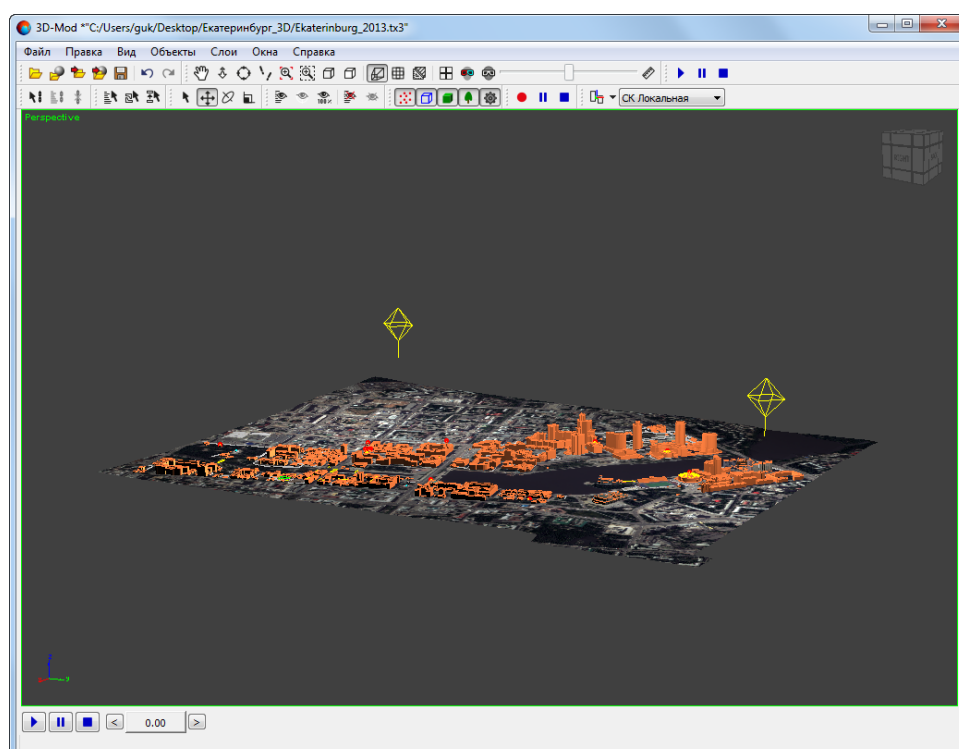 3D-Mod *"C:/Users/guk/Desktop/Екатеринбург_3D/Ekaterinburg_2013.tx3"
Файл Правка Вид Объекты Слои Окна Справка
100%
СК Локальная
Perspective
< 0.00 >